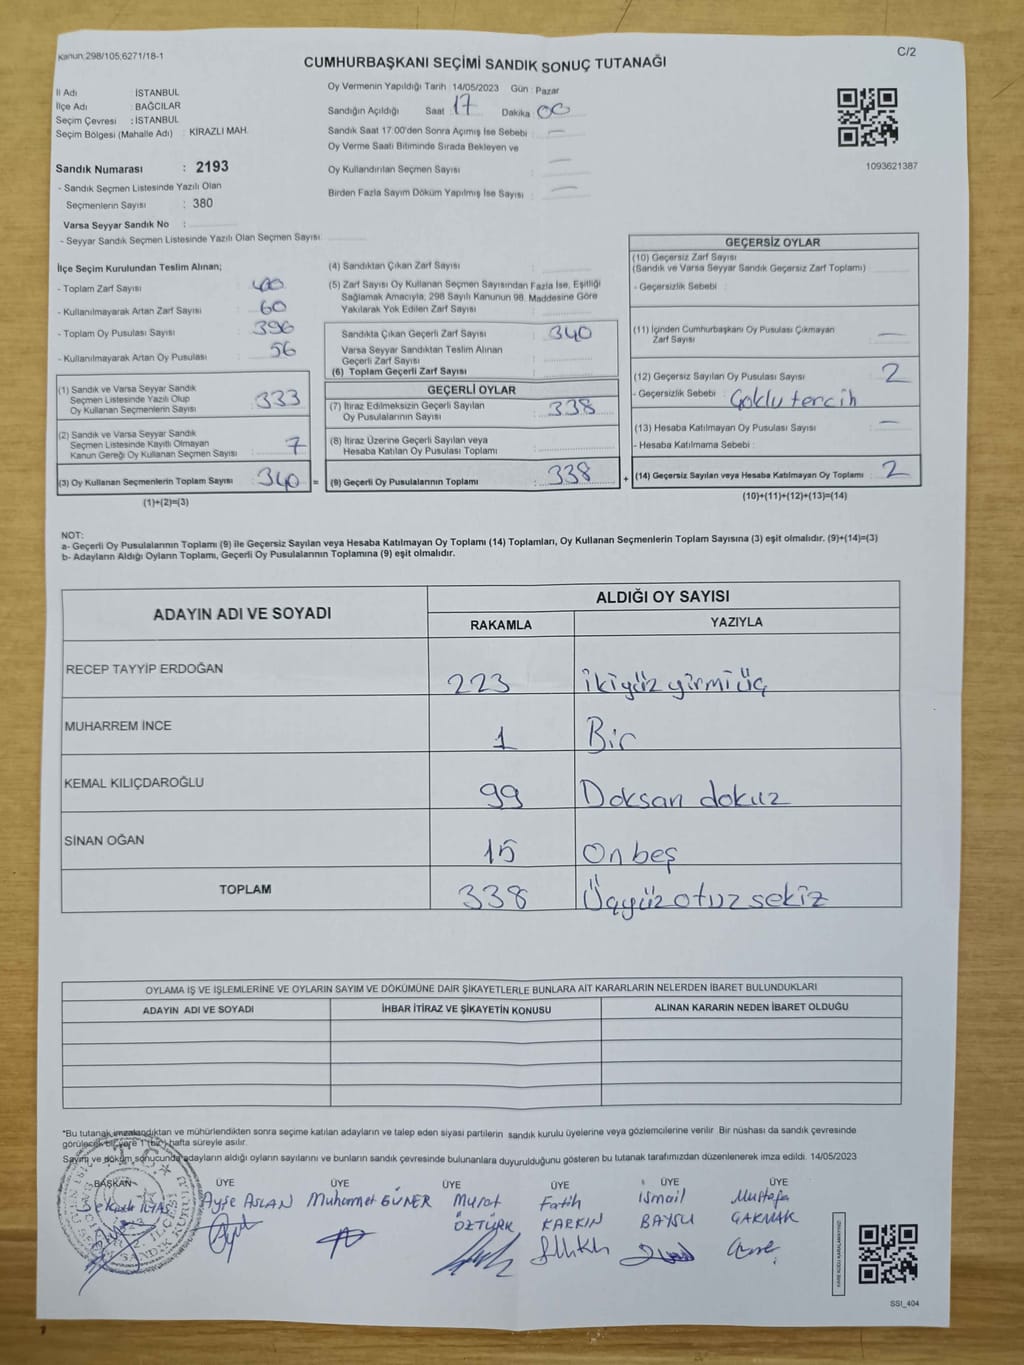 Kanun:298/105;6271/18-1
C/2
CUMHURBAŞKANI SEÇİMİ SANDIK SONUÇ TUTANAĞI
İl Adı : İSTANBUL
İlçe Adı : BAĞCILAR
Seçim Çevresi : İSTANBUL
Seçim Bölgesi (Mahalle Adı) : KİRAZLI MAH.
Sandık Numarası : 2193
- Sandık Seçmen Listesinde Yazılı Olan
Seçmenlerin Sayısı : 380
Varsa Seyyar Sandık No :
- Seyyar Sandık Seçmen Listesinde Yazılı Olan Seçmen Sayısı:
Oy Vermenin Yapıldığı Tarih 14/05/2023 Gün : Pazar
Sandığın Açıldığı Saat 17 Dakika 00
Sandık Saat 17:00'den Sonra Açımış İse Sebebi : —
Oy Verme Saati Bitiminde Sırada Bekleyen ve
Oy Kullandırılan Seçmen Sayısı : —
Birden Fazla Sayım Döküm Yapılmış İse Sayısı : —
1093621387
İlçe Seçim Kurulundan Teslim Alınan;
- Toplam Zarf Sayısı : 400
- Kullanılmayarak Artan Zarf Sayısı : 60
- Toplam Oy Pusulası Sayısı : 396
- Kullanılmayarak Artan Oy Pusulası : 56
(1) Sandık ve Varsa Seyyar Sandık
Seçmen Listesinde Yazılı Olup
Oy Kullanan Seçmenlerin Sayısı : 333
(2) Sandık ve Varsa Seyyar Sandık
Seçmen Listesinde Kayıtlı Olmayan
Kanun Gereği Oy Kullanan Seçmen Sayısı : 7
(3) Oy Kullanan Seçmenlerin Toplam Sayısı : 340 =
(1)+(2)=(3)
(4) Sandıktan Çıkan Zarf Sayısı :
(5) Zarf Sayısı Oy Kullanan Seçmen Sayısından Fazla İse, Eşitliği
Sağlamak Amacıyla, 298 Sayılı Kanunun 98. Maddesine Göre
Yakılarak Yok Edilen Zarf Sayısı :
Sandıkta Çıkan Geçerli Zarf Sayısı : 340
Varsa Seyyar Sandıktan Teslim Alınan
Geçerli Zarf Sayısı :
(6) Toplam Geçerli Zarf Sayısı :
GEÇERLİ OYLAR
(7) İtiraz Edilmeksizin Geçerli Sayılan
Oy Pusulalarının Sayısı : 338
(8) İtiraz Üzerine Geçerli Sayılan veya
Hesaba Katılan Oy Pusulası Toplamı :
(9) Geçerli Oy Pusulalarının Toplamı : 338 +
GEÇERSİZ OYLAR
(10) Geçersiz Zarf Sayısı
(Sandık ve Varsa Seyyar Sandık Geçersiz Zarf Toplamı) :
- Geçersizlik Sebebi :
(11) İçinden Cumhurbaşkanı Oy Pusulası Çıkmayan
Zarf Sayısı : —
(12) Geçersiz Sayılan Oy Pusulası Sayısı : 2
- Geçersizlik Sebebi : Çoklu tercih
(13) Hesaba Katılmayan Oy Pusulası Sayısı : —
- Hesaba Katılmama Sebebi :
(14) Geçersiz Sayılan veya Hesaba Katılmayan Oy Toplamı : 2
(10)+(11)+(12)+(13)=(14)
NOT:
a- Geçerli Oy Pusulalarının Toplamı (9) ile Geçersiz Sayılan veya Hesaba Katılmayan Oy Toplamı (14) Toplamları, Oy Kullanan Seçmenlerin Toplam Sayısına (3) eşit olmalıdır. (9)+(14)=(3)
b- Adayların Aldığı Oyların Toplamı, Geçerli Oy Pusulalarının Toplamına (9) eşit olmalıdır.
ADAYIN ADI VE SOYADI ALDIĞI OY SAYISI
RAKAMLA YAZIYLA
RECEP TAYYİP ERDOĞAN 223 ikiyüz yirmi üç
MUHARREM İNCE 1 Bir
KEMAL KILIÇDAROĞLU 99 Doksan dokuz
SİNAN OĞAN 15 On beş
TOPLAM 338 Üçyüz otuz sekiz
OYLAMA İŞ VE İŞLEMLERİNE VE OYLARIN SAYIM VE DÖKÜMÜNE DAİR ŞİKAYETLERLE BUNLARA AİT KARARLARIN NELERDEN İBARET BULUNDUKLARI
ADAYIN ADI VE SOYADI İHBAR İTİRAZ VE ŞİKAYETİN KONUSU ALINAN KARARIN NEDEN İBARET OLDUĞU
*Bu tutanak imzalandıktan ve mühürlendikten sonra seçime katılan adayların ve talep eden siyasi partilerin sandık kurulu üyelerine veya gözlemcilerine verilir. Bir nüshası da sandık çevresinde
görülecek bir yere 1 (bir) hafta süreyle asılır.
Sayım ve döküm sonucunda adayların aldığı oyların sayılarını ve bunların sandık çevresinde bulunanlara duyurulduğunu gösteren bu tutanak tarafımızdan düzenlenerek imza edildi. 14/05/2023
BAŞKAN ÜYE ÜYE ÜYE ÜYE ÜYE ÜYE
İLYAS Ayşe ASLAN Muhammet GÜNER Murat ÖZTÜRK Fatih KARKIN İsmail BAYSU Mustafa ÇAKMAK
SSI_404